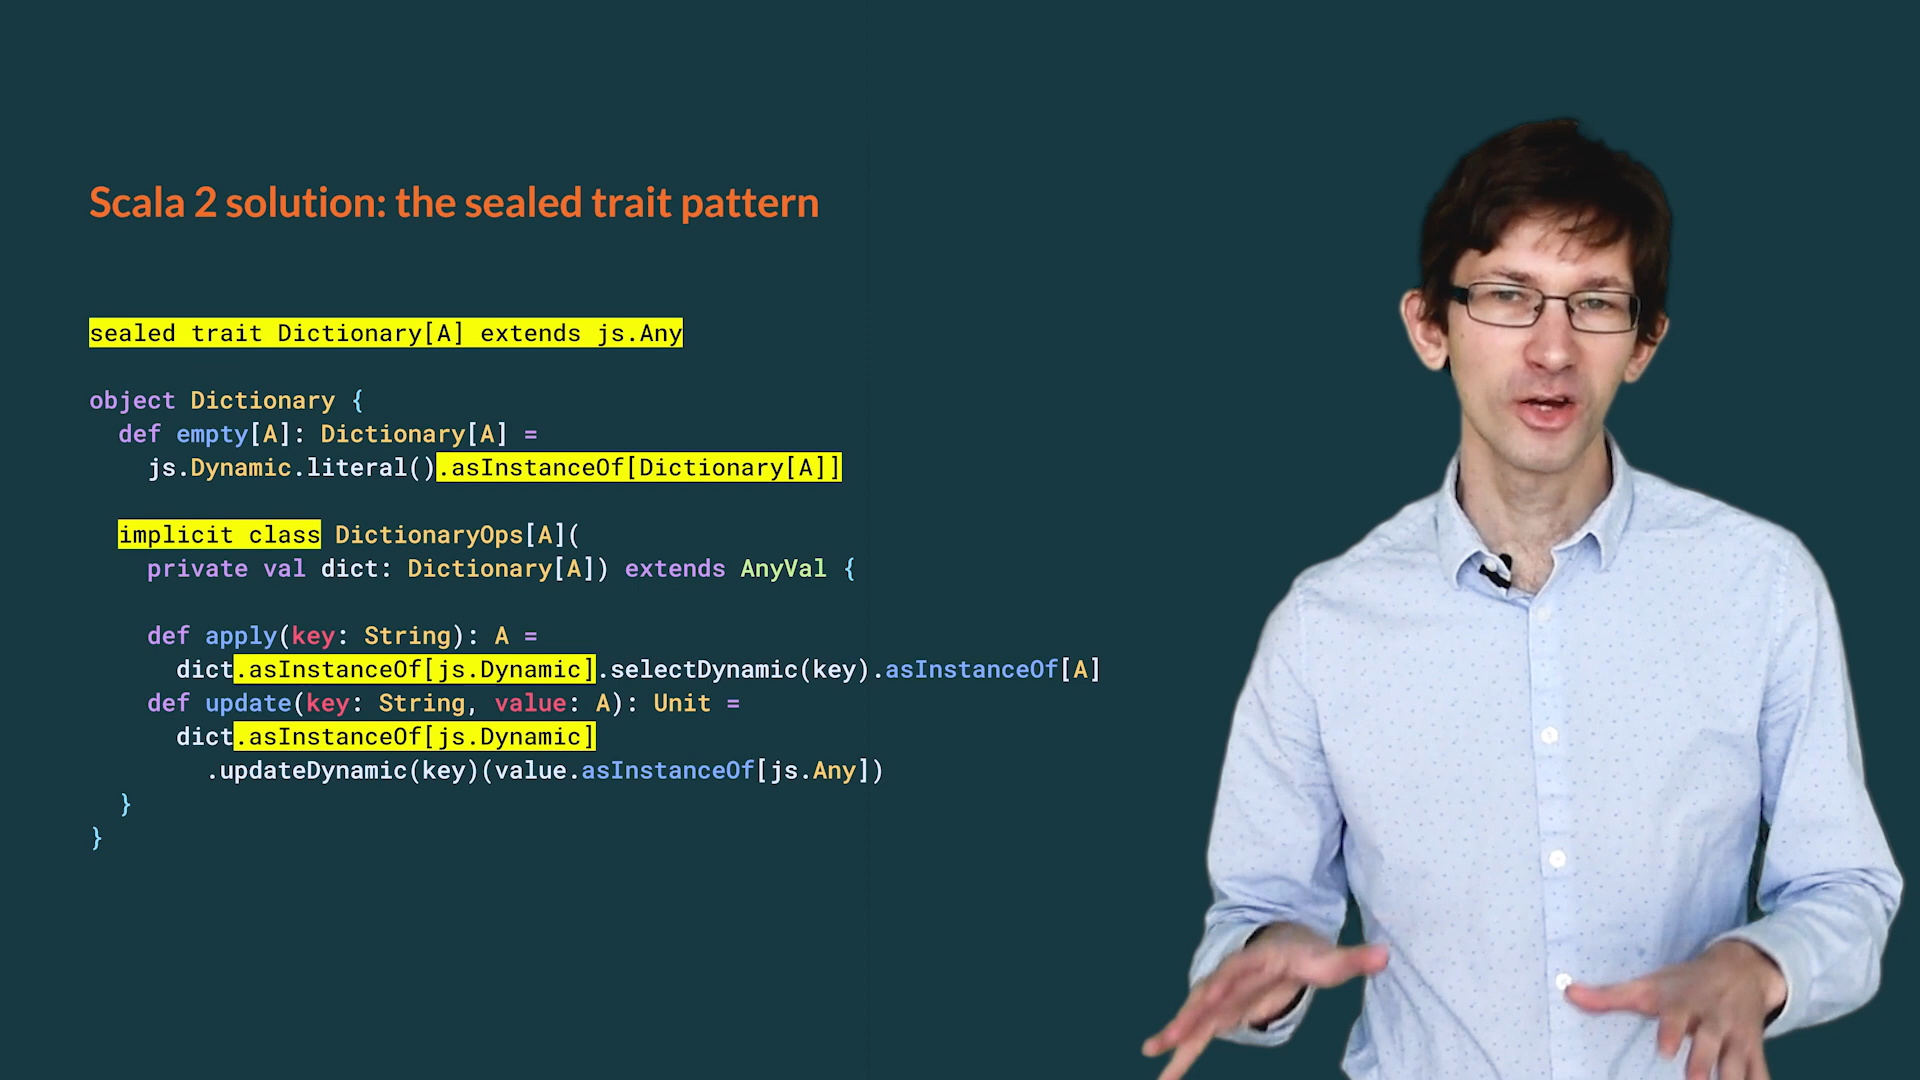 Scala 2 solution: the sealed trait pattern
sealed trait Dictionary[A] extends js.Any
object Dictionary {
def empty[A]: Dictionary[A] =
js.Dynamic.literal().asInstanceOf[Dictionary[A]]
implicit class DictionaryOps[A](
private val dict: Dictionary[A]) extends AnyVal {
def apply(key: String): A =
dict.asInstanceOf[js.Dynamic].selectDynamic(key).asInstanceOf[A]
def update(key: String, value: A): Unit =
dict.asInstanceOf[js.Dynamic]
.updateDynamic(key)(value.asInstanceOf[js.Any])
}
}